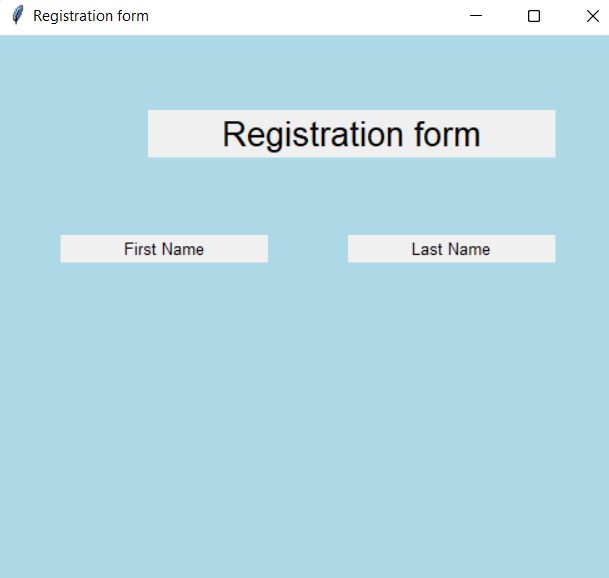 Registration form
Registration form
First Name
Last Name